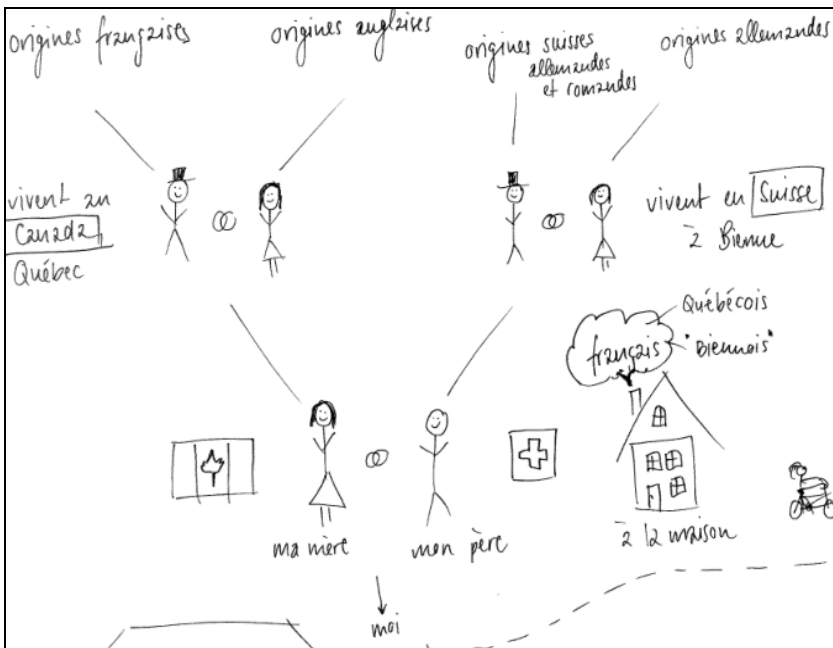 origines françaises
origines anglaises
origines suisses
allemandes
et romandes
origines allemandes
vivent au
Canada,
Québec
vivent en Suisse
à Bienne
Québécois
français
"Biennois"
ma mère
mon père
à la maison
moi